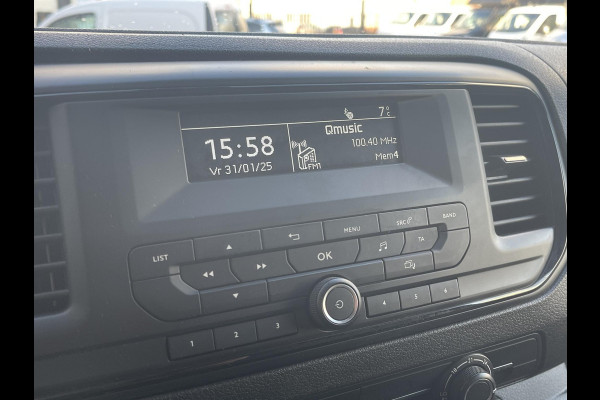 7°C
15:58
Vr 31/01/25
Qmusic
100.40 MHz
FM1
Mem4
LIST
MENU
SRC
BAND
OK
TA
1 2 3
4 5 6